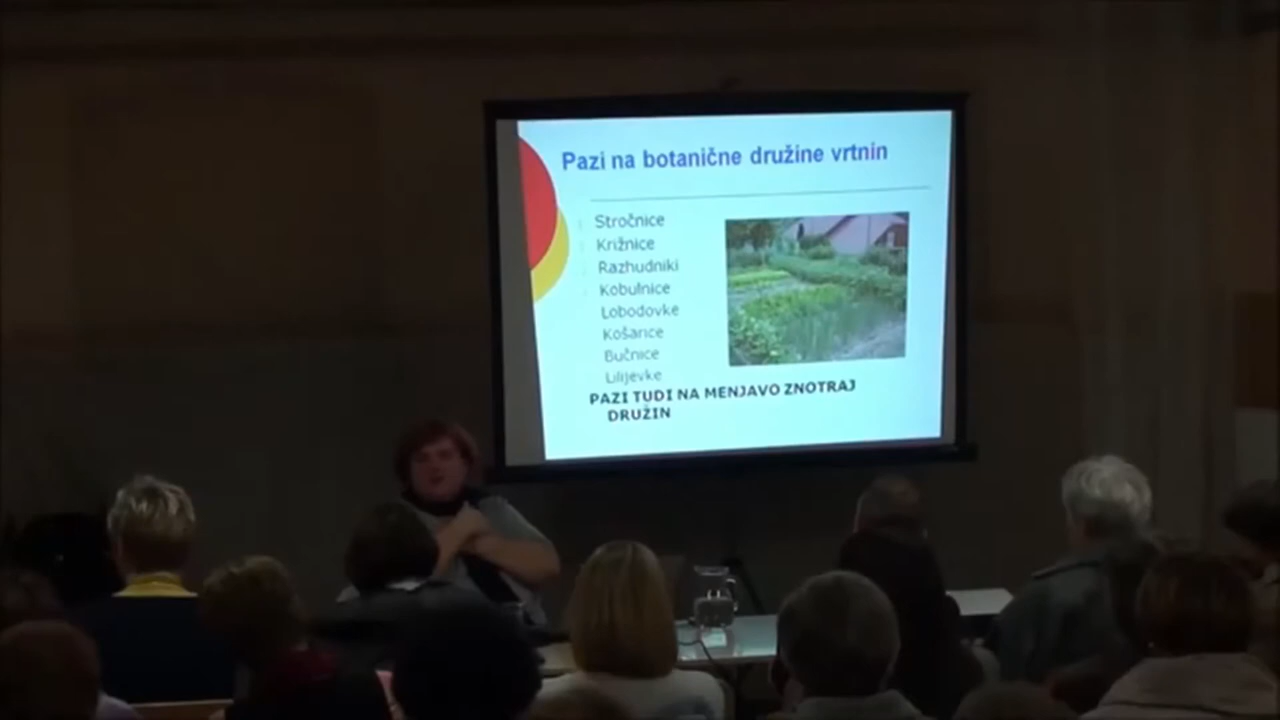 Pazi na botanične družine vrtnin
Stročnice
Križnice
Razhudniki
Kobulnice
Lobodovke
Košarice
Bučnice
Lilijevke
PAZI TUDI NA MENJAVO ZNOTRAJ
DRUŽIN